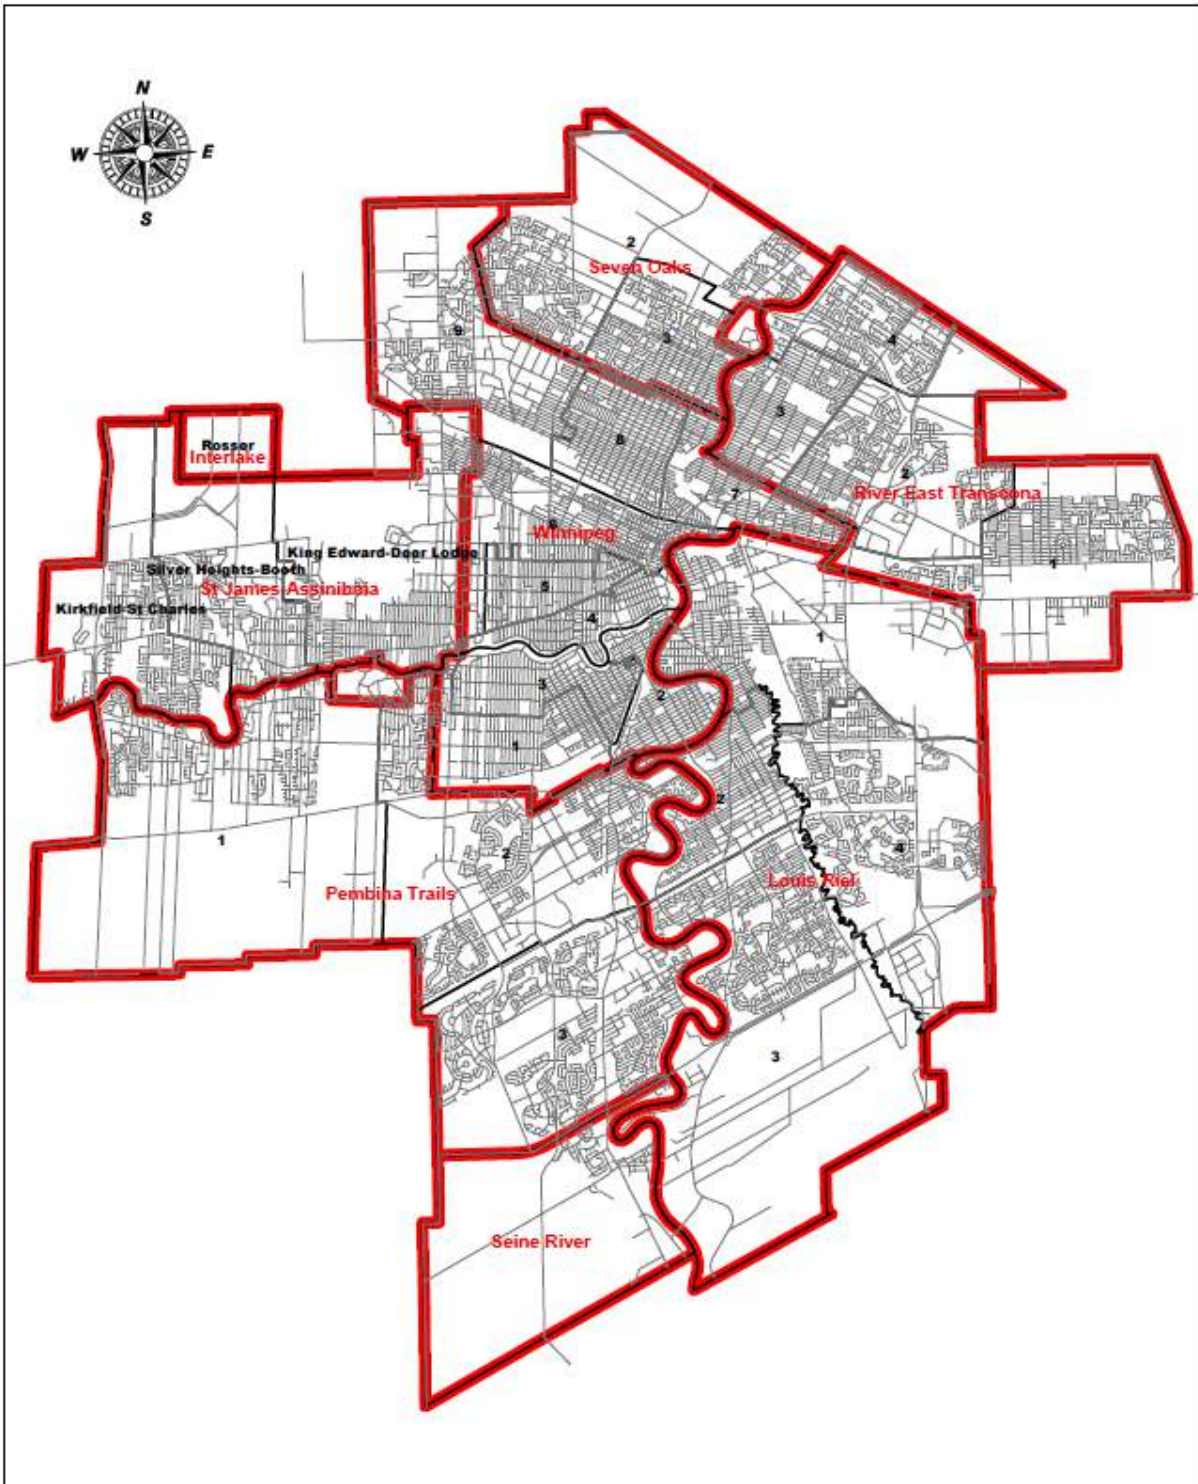 N
W E
S
2
Seven Oaks
9
3
4
3
8
Rosser
Interlake
2
7
River East Transcona
6
Winnipeg
King Edward-Deer Lodge
1
Silver Heights-Booth
5
St James-Assiniboia
Kirkfield-St Charles
4
1
3
2
1
2
1
2
4
Louis Riel
Pembina Trails
3
3
Seine River